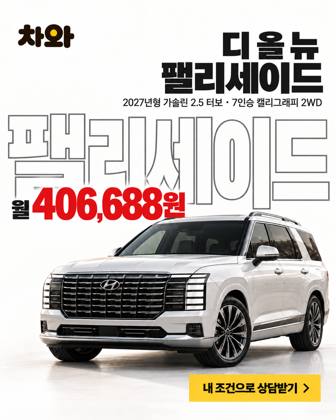 차와
디 올 뉴
팰리세이드
2027년형 가솔린 2.5 터보 • 7인승 캘리그래피 2WD
팰리세이드
월 406,688원
내 조건으로 상담받기 >